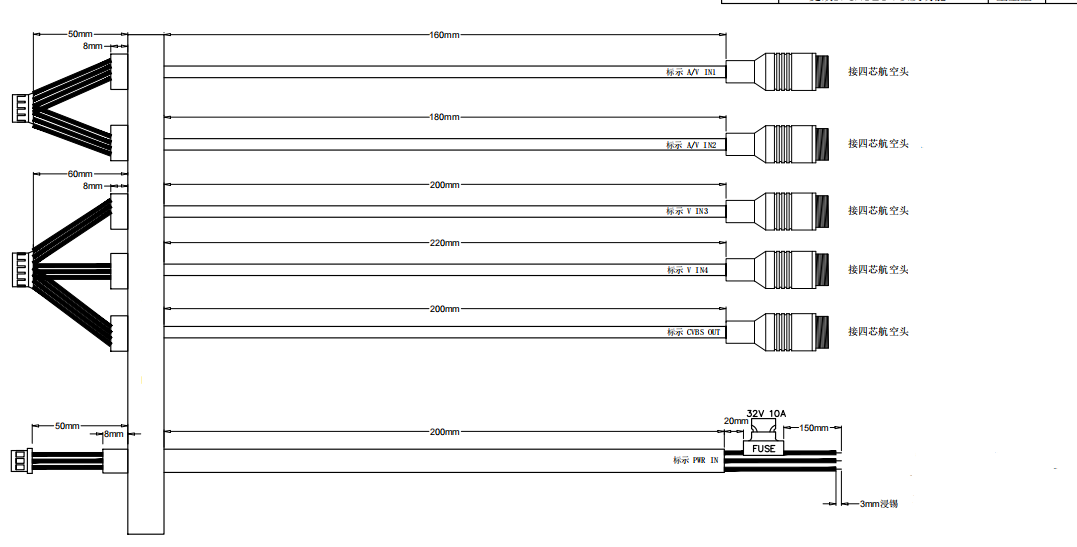 50mm
160mm
8mm
标示 A/V IN1
接四芯航空头
180mm
标示 A/V IN2
接四芯航空头
60mm
200mm
8mm
标示 V IN3
接四芯航空头
220mm
标示 V IN4
接四芯航空头
200mm
标示 CVBS OUT
接四芯航空头
32V 10A
50mm
8mm
200mm
20mm
150mm
FUSE
标示 PWR IN
3mm浸锡